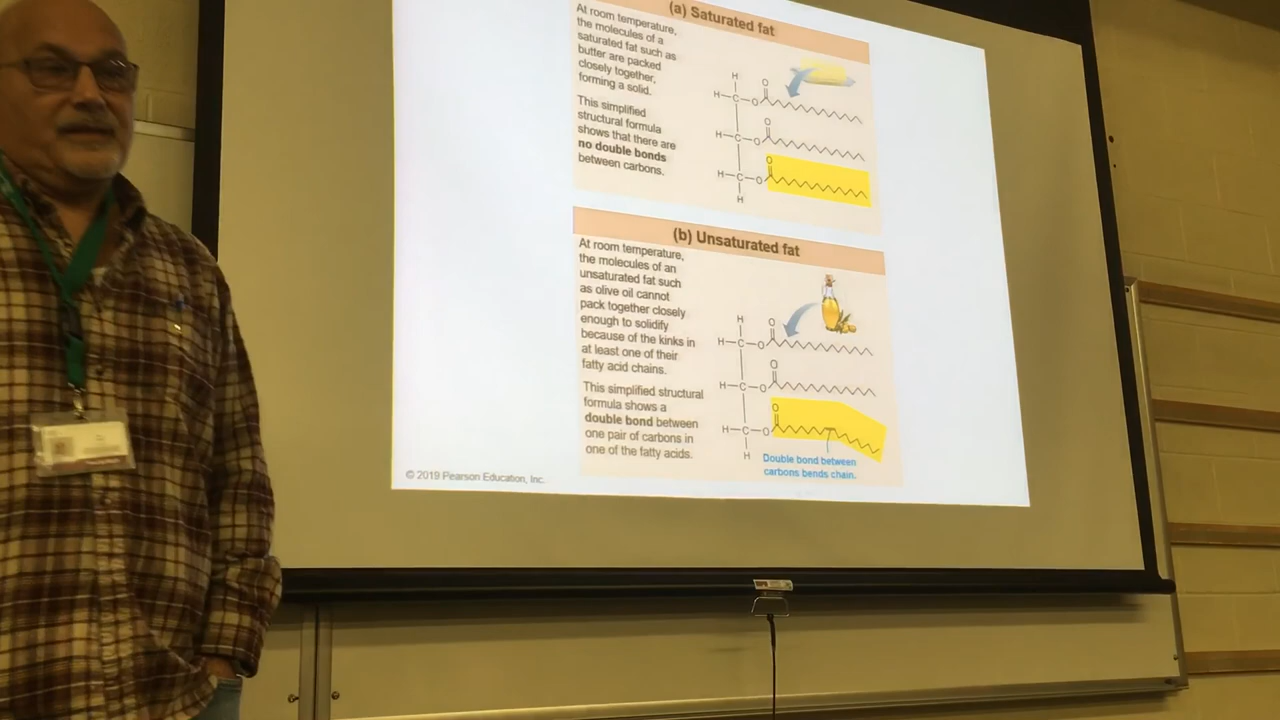 (a) Saturated fat
At room temperature,
the molecules of a
saturated fat such as
butter are packed
closely together,
forming a solid.
This simplified
structural formula
shows that there are
no double bonds
between carbons.
H
O
H—C—O
O
H—C—O
O
H—C—O
H
(b) Unsaturated fat
At room temperature,
the molecules of an
unsaturated fat such
as olive oil cannot
pack together closely
enough to solidify
because of the kinks in
at least one of their
fatty acid chains.
This simplified structural
formula shows a
double bond between
one pair of carbons in
one of the fatty acids.
H
O
H—C—O
O
H—C—O
O
H—C—O
H
Double bond between
carbons bends chain.
© 2019 Pearson Education, Inc.